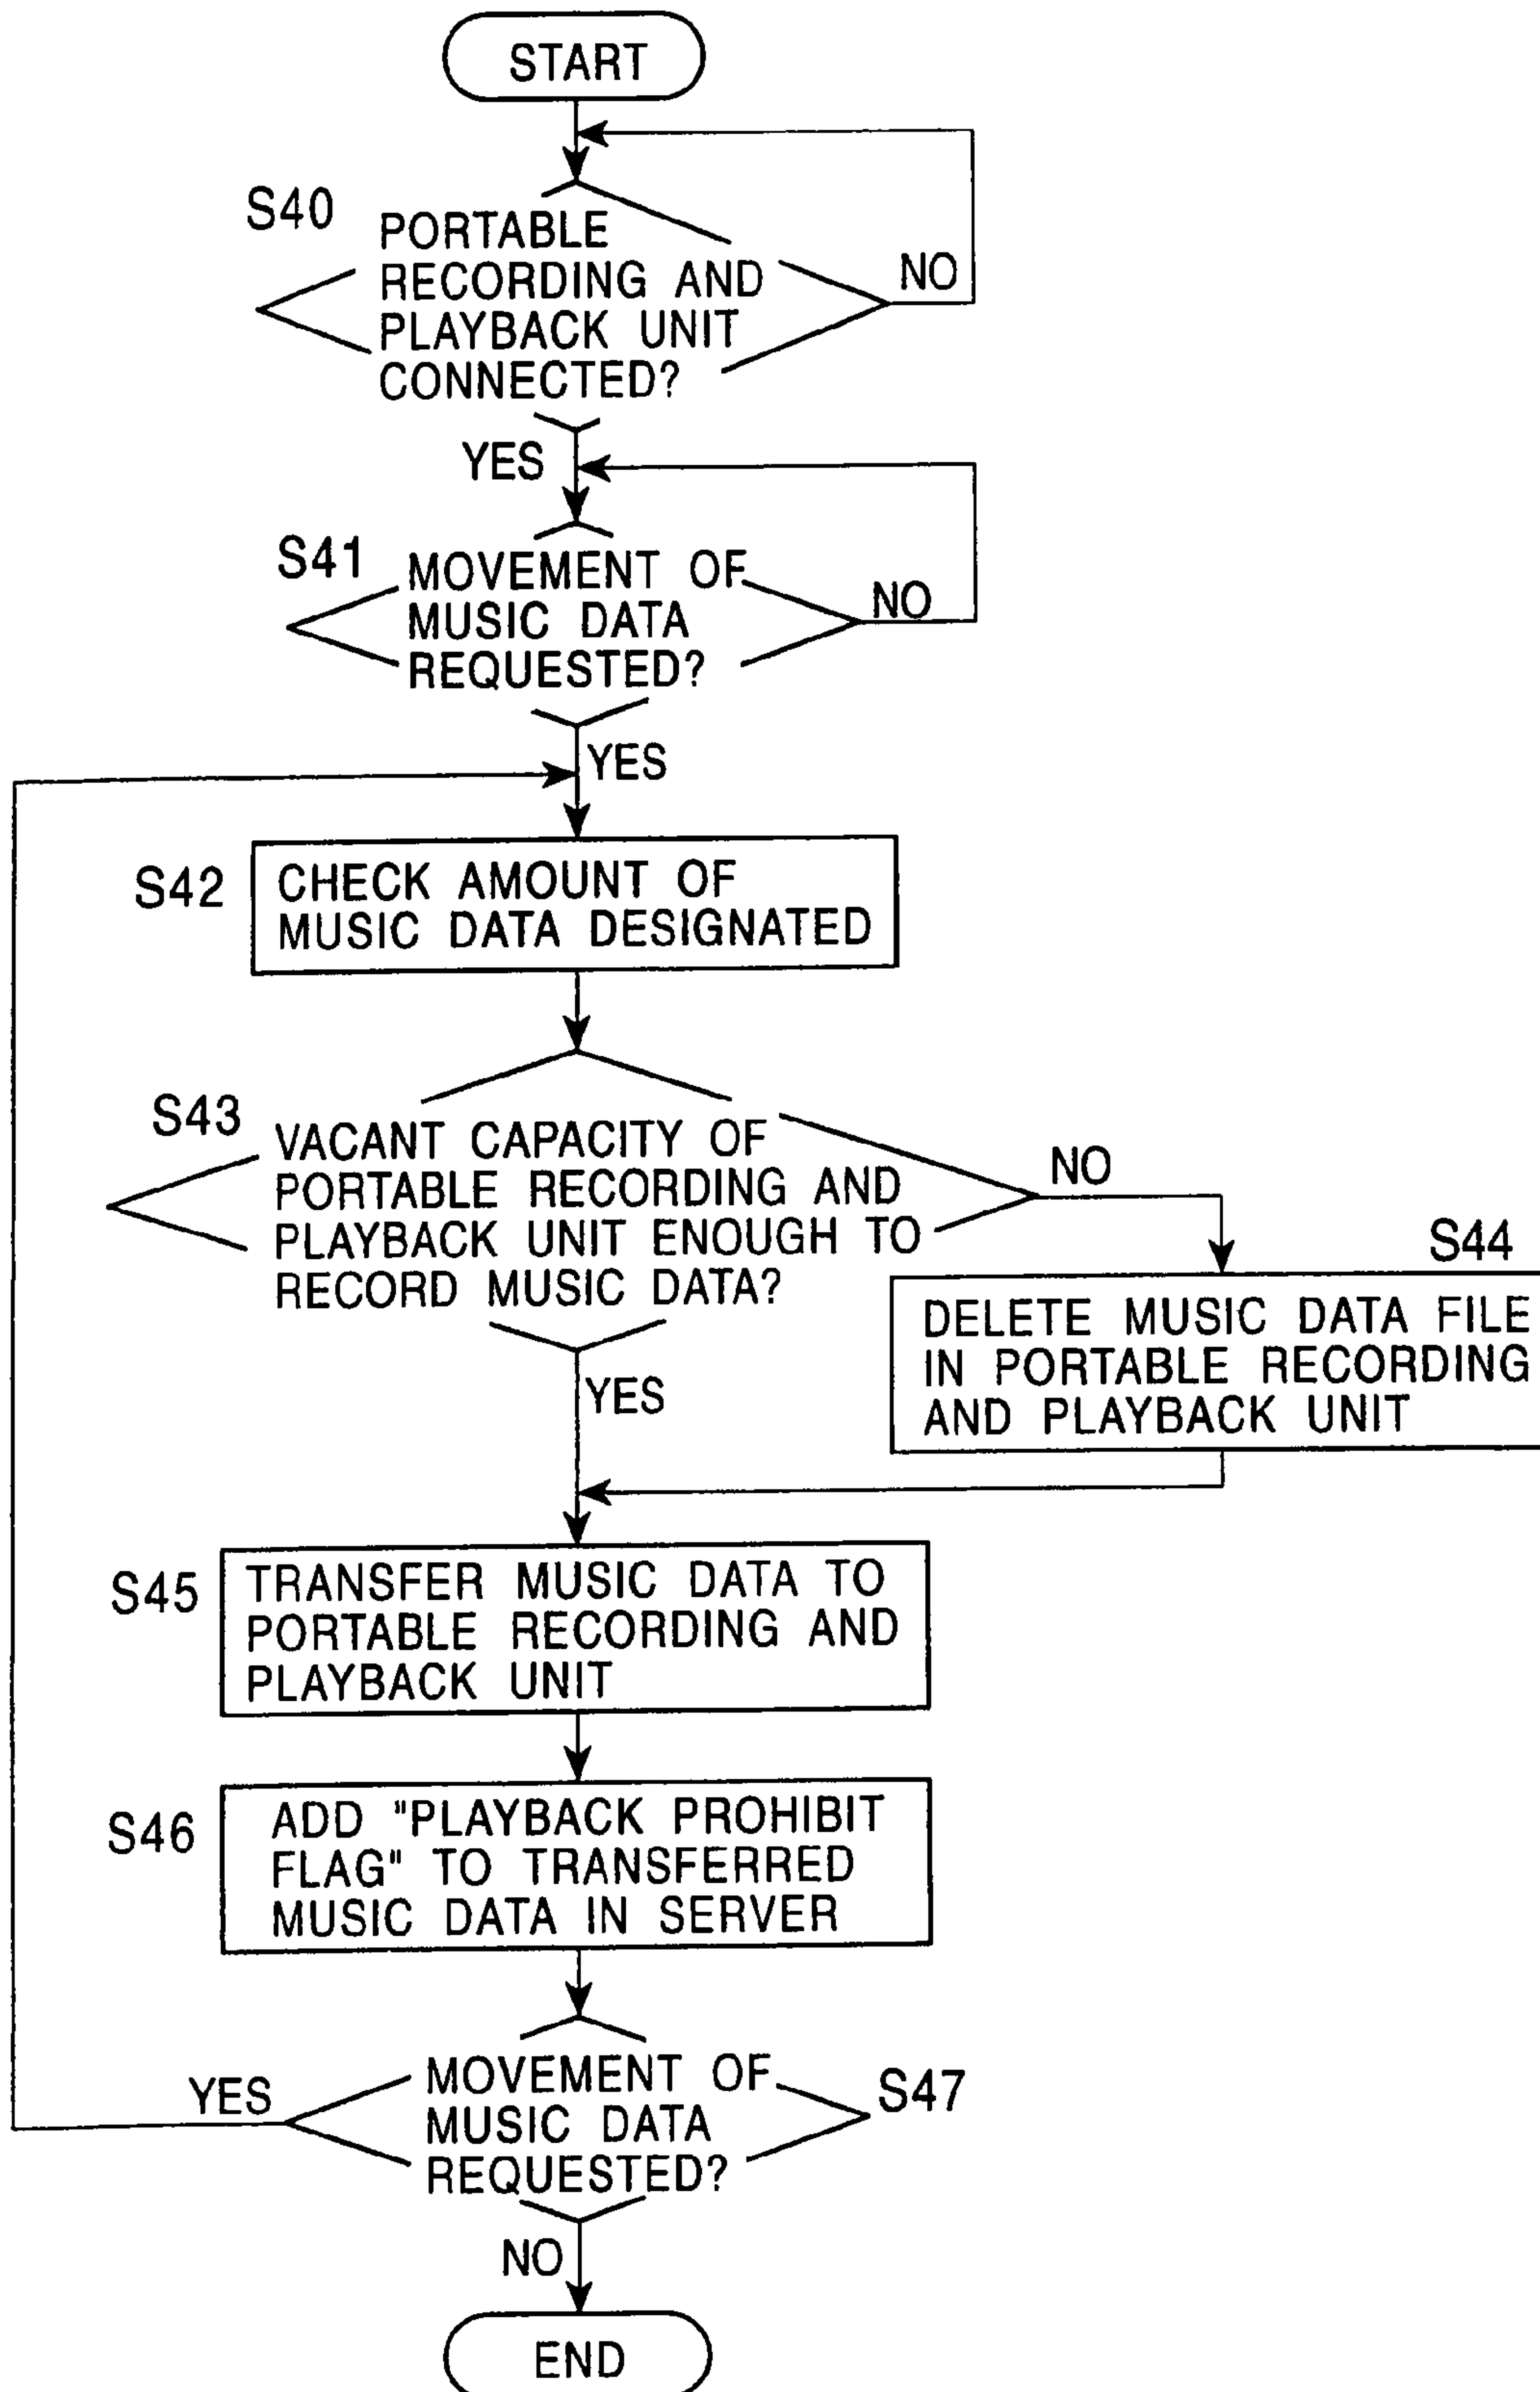 START
S40
PORTABLE
RECORDING AND
PLAYBACK UNIT
CONNECTED?
NO
YES
S41
MOVEMENT OF
MUSIC DATA
REQUESTED?
NO
YES
S42
CHECK AMOUNT OF
MUSIC DATA DESIGNATED
S43
VACANT CAPACITY OF
PORTABLE RECORDING AND
PLAYBACK UNIT ENOUGH TO
RECORD MUSIC DATA?
NO
YES
S44
DELETE MUSIC DATA FILE
IN PORTABLE RECORDING
AND PLAYBACK UNIT
S45
TRANSFER MUSIC DATA TO
PORTABLE RECORDING AND
PLAYBACK UNIT
S46
ADD "PLAYBACK PROHIBIT
FLAG" TO TRANSFERRED
MUSIC DATA IN SERVER
S47
MOVEMENT OF
MUSIC DATA
REQUESTED?
YES
NO
END